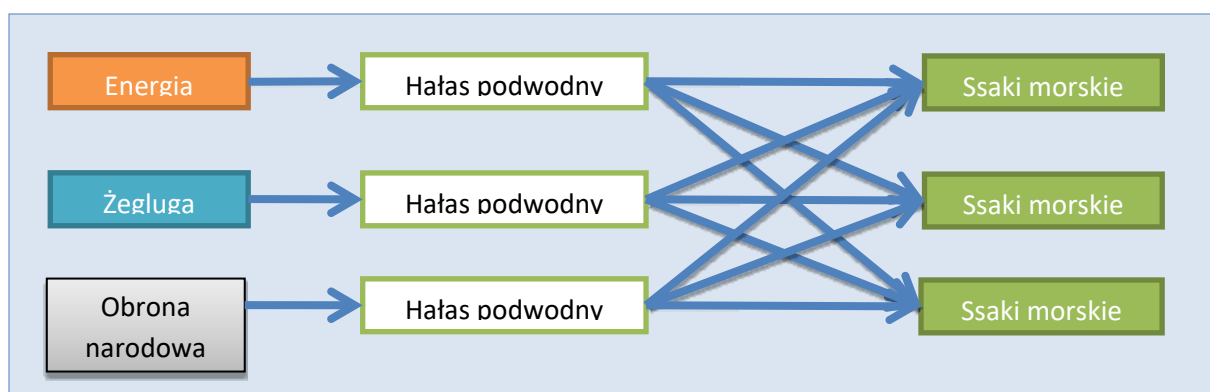 Energia
Hałas podwodny
Ssaki morskie
Żegluga
Hałas podwodny
Ssaki morskie
Obrona
narodowa
Hałas podwodny
Ssaki morskie